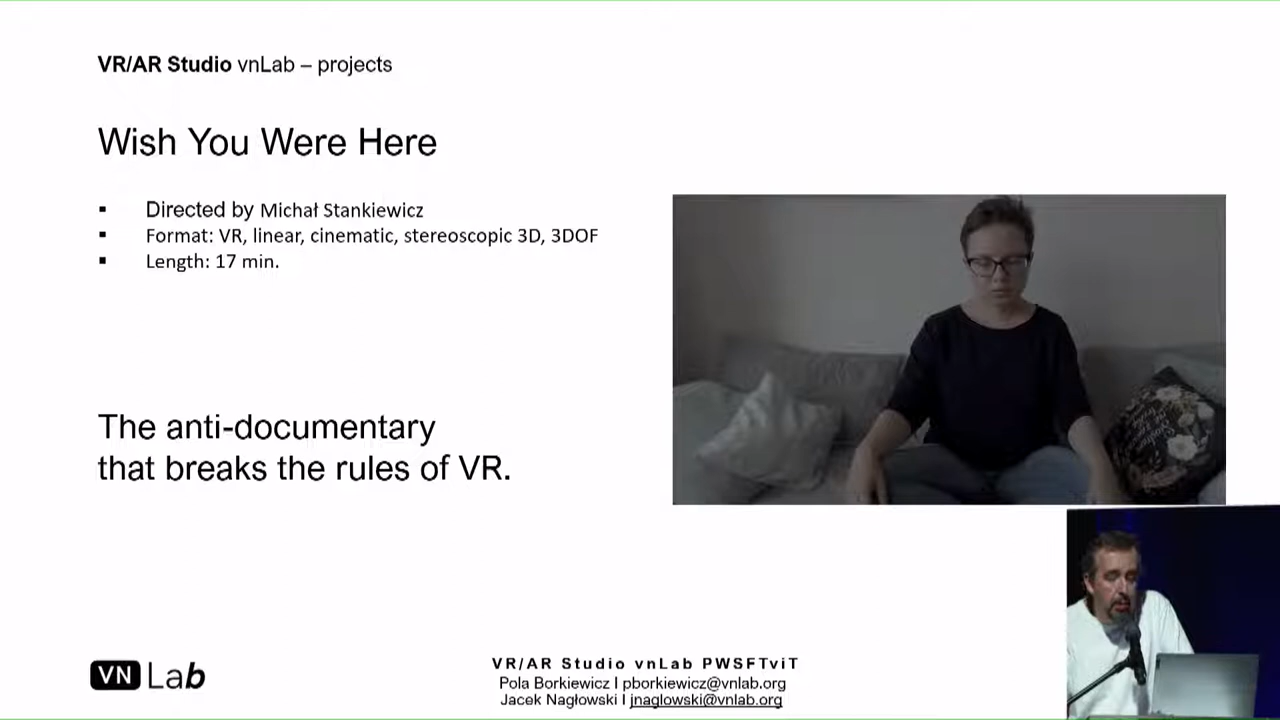 VR/AR Studio vnLab – projects
Wish You Were Here
▪ Directed by Michał Stankiewicz
▪ Format: VR, linear, cinematic, stereoscopic 3D, 3DOF
▪ Length: 17 min.
The anti-documentary
that breaks the rules of VR.
VN Lab
VR/AR Studio vnLab PWSFTviT
Pola Borkiewicz I pborkiewicz@vnlab.org
Jacek Nagłowski I jnaglowski@vnlab.org